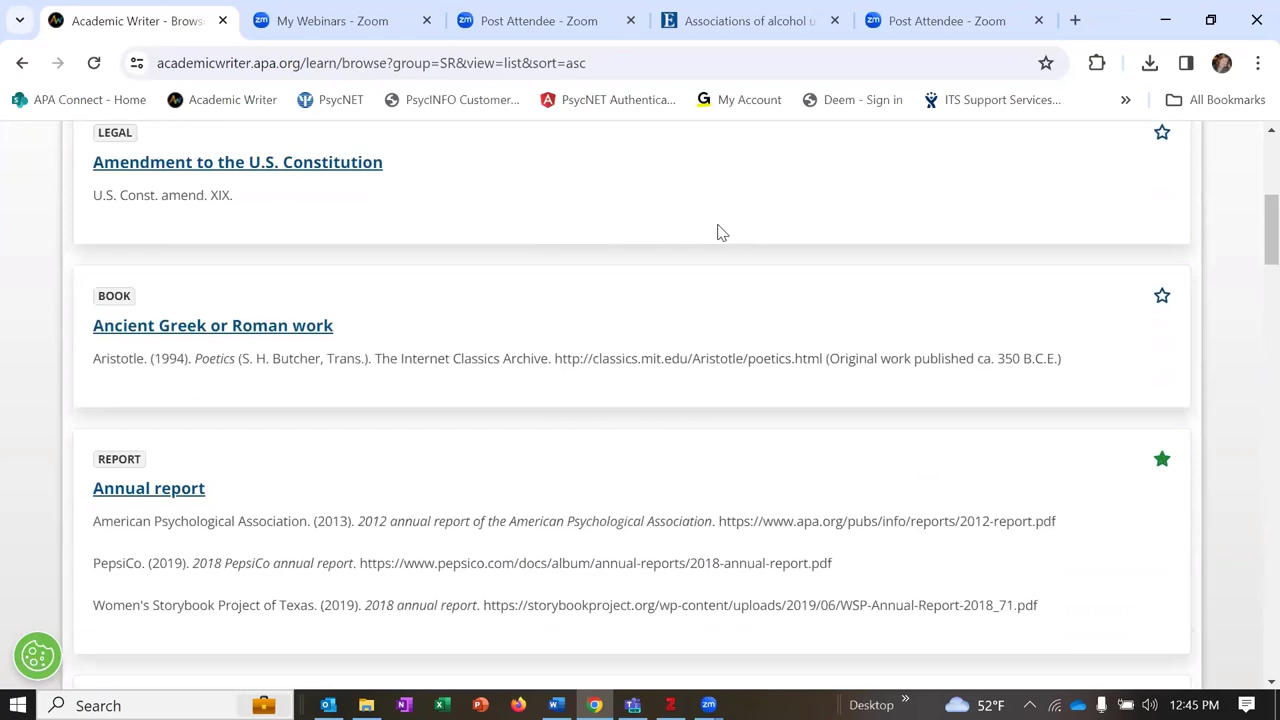 Academic Writer - Brows
My Webinars - Zoom
Post Attendee - Zoom
Associations of alcohol u
Post Attendee - Zoom
academicwriter.apa.org/learn/browse?group=SR&view=list&sort=asc
APA Connect - Home
Academic Writer
PsycNET
PsycINFO Customer...
PsycNET Authentica...
My Account
Deem - Sign in
ITS Support Services...
All Bookmarks
LEGAL
Amendment to the U.S. Constitution
U.S. Const. amend. XIX.
BOOK
Ancient Greek or Roman work
Aristotle. (1994). Poetics (S. H. Butcher, Trans.). The Internet Classics Archive. http://classics.mit.edu/Aristotle/poetics.html (Original work published ca. 350 B.C.E.)
REPORT
Annual report
American Psychological Association. (2013). 2012 annual report of the American Psychological Association. https://www.apa.org/pubs/info/reports/2012-report.pdf
PepsiCo. (2019). 2018 PepsiCo annual report. https://www.pepsico.com/docs/album/annual-reports/2018-annual-report.pdf
Women's Storybook Project of Texas. (2019). 2018 annual report. https://storybookproject.org/wp-content/uploads/2019/06/WSP-Annual-Report-2018_71.pdf
Search
Desktop
52°F
12:45 PM